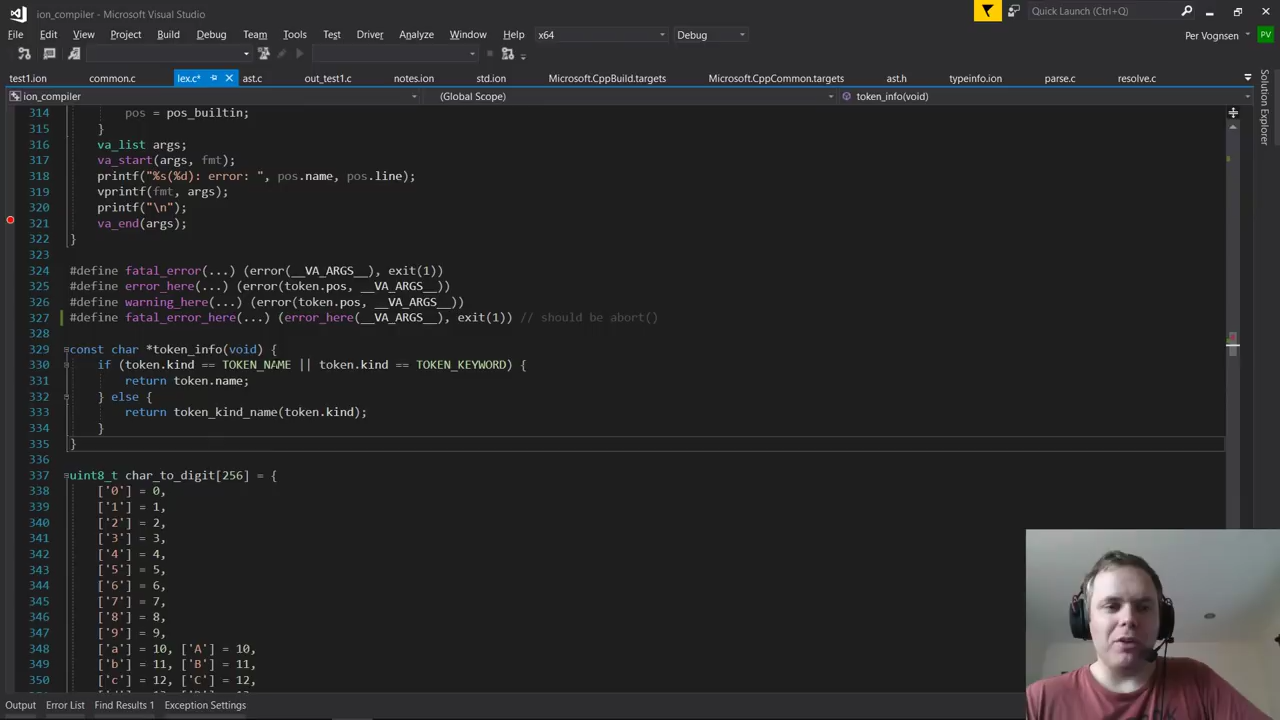 ion_compiler - Microsoft Visual Studio
Quick Launch (Ctrl+Q)
File Edit View Project Build Debug Team Tools Test Driver Analyze Window Help x64 Debug Per Vognsen PV
test1.ion common.c lex.c* ast.c out_test1.c notes.ion std.ion Microsoft.CppBuild.targets Microsoft.CppCommon.targets ast.h typeinfo.ion parse.c resolve.c
ion_compiler (Global Scope) token_info(void)
Solution Explorer
314 pos = pos_builtin;
315 }
316 va_list args;
317 va_start(args, fmt);
318 printf("%s(%d): error: ", pos.name, pos.line);
319 vprintf(fmt, args);
320 printf("\n");
321 va_end(args);
322 }
323
324 #define fatal_error(...) (error(__VA_ARGS__), exit(1))
325 #define error_here(...) (error(token.pos, __VA_ARGS__))
326 #define warning_here(...) (error(token.pos, __VA_ARGS__))
327 #define fatal_error_here(...) (error_here(__VA_ARGS__), exit(1)) // should be abort()
328
329 const char *token_info(void) {
330 if (token.kind == TOKEN_NAME || token.kind == TOKEN_KEYWORD) {
331 return token.name;
332 } else {
333 return token_kind_name(token.kind);
334 }
335 }
336
337 uint8_t char_to_digit[256] = {
338 ['0'] = 0,
339 ['1'] = 1,
340 ['2'] = 2,
341 ['3'] = 3,
342 ['4'] = 4,
343 ['5'] = 5,
344 ['6'] = 6,
345 ['7'] = 7,
346 ['8'] = 8,
347 ['9'] = 9,
348 ['a'] = 10, ['A'] = 10,
349 ['b'] = 11, ['B'] = 11,
350 ['c'] = 12, ['C'] = 12,
Output Error List Find Results 1 Exception Settings